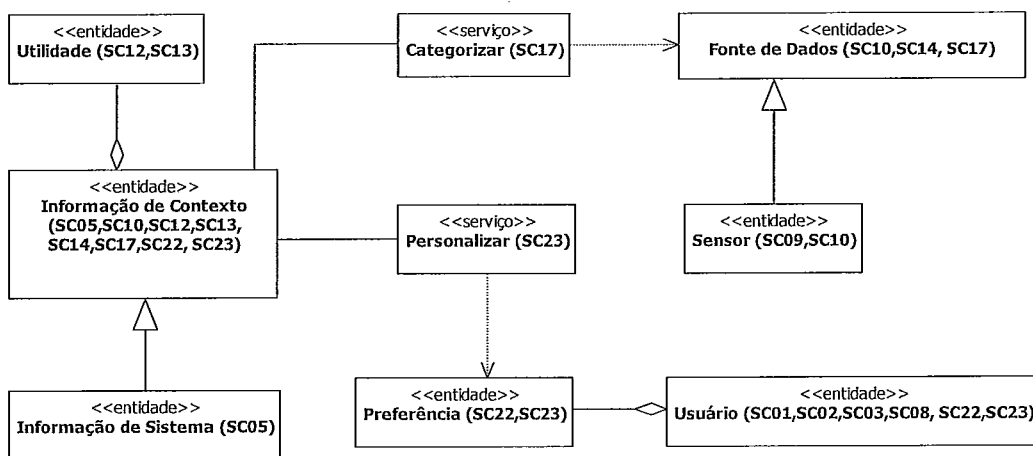 <<entidade>>
Utilidade (SC12,SC13)
<<serviço>>
Categorizar (SC17)
<<entidade>>
Fonte de Dados (SC10,SC14, SC17)
<<entidade>>
Informação de Contexto
(SC05,SC10,SC12,SC13,
SC14,SC17,SC22, SC23)
<<serviço>>
Personalizar (SC23)
<<entidade>>
Sensor (SC09,SC10)
<<entidade>>
Informação de Sistema (SC05)
<<entidade>>
Preferência (SC22,SC23)
<<entidade>>
Usuário (SC01,SC02,SC03,SC08, SC22,SC23)